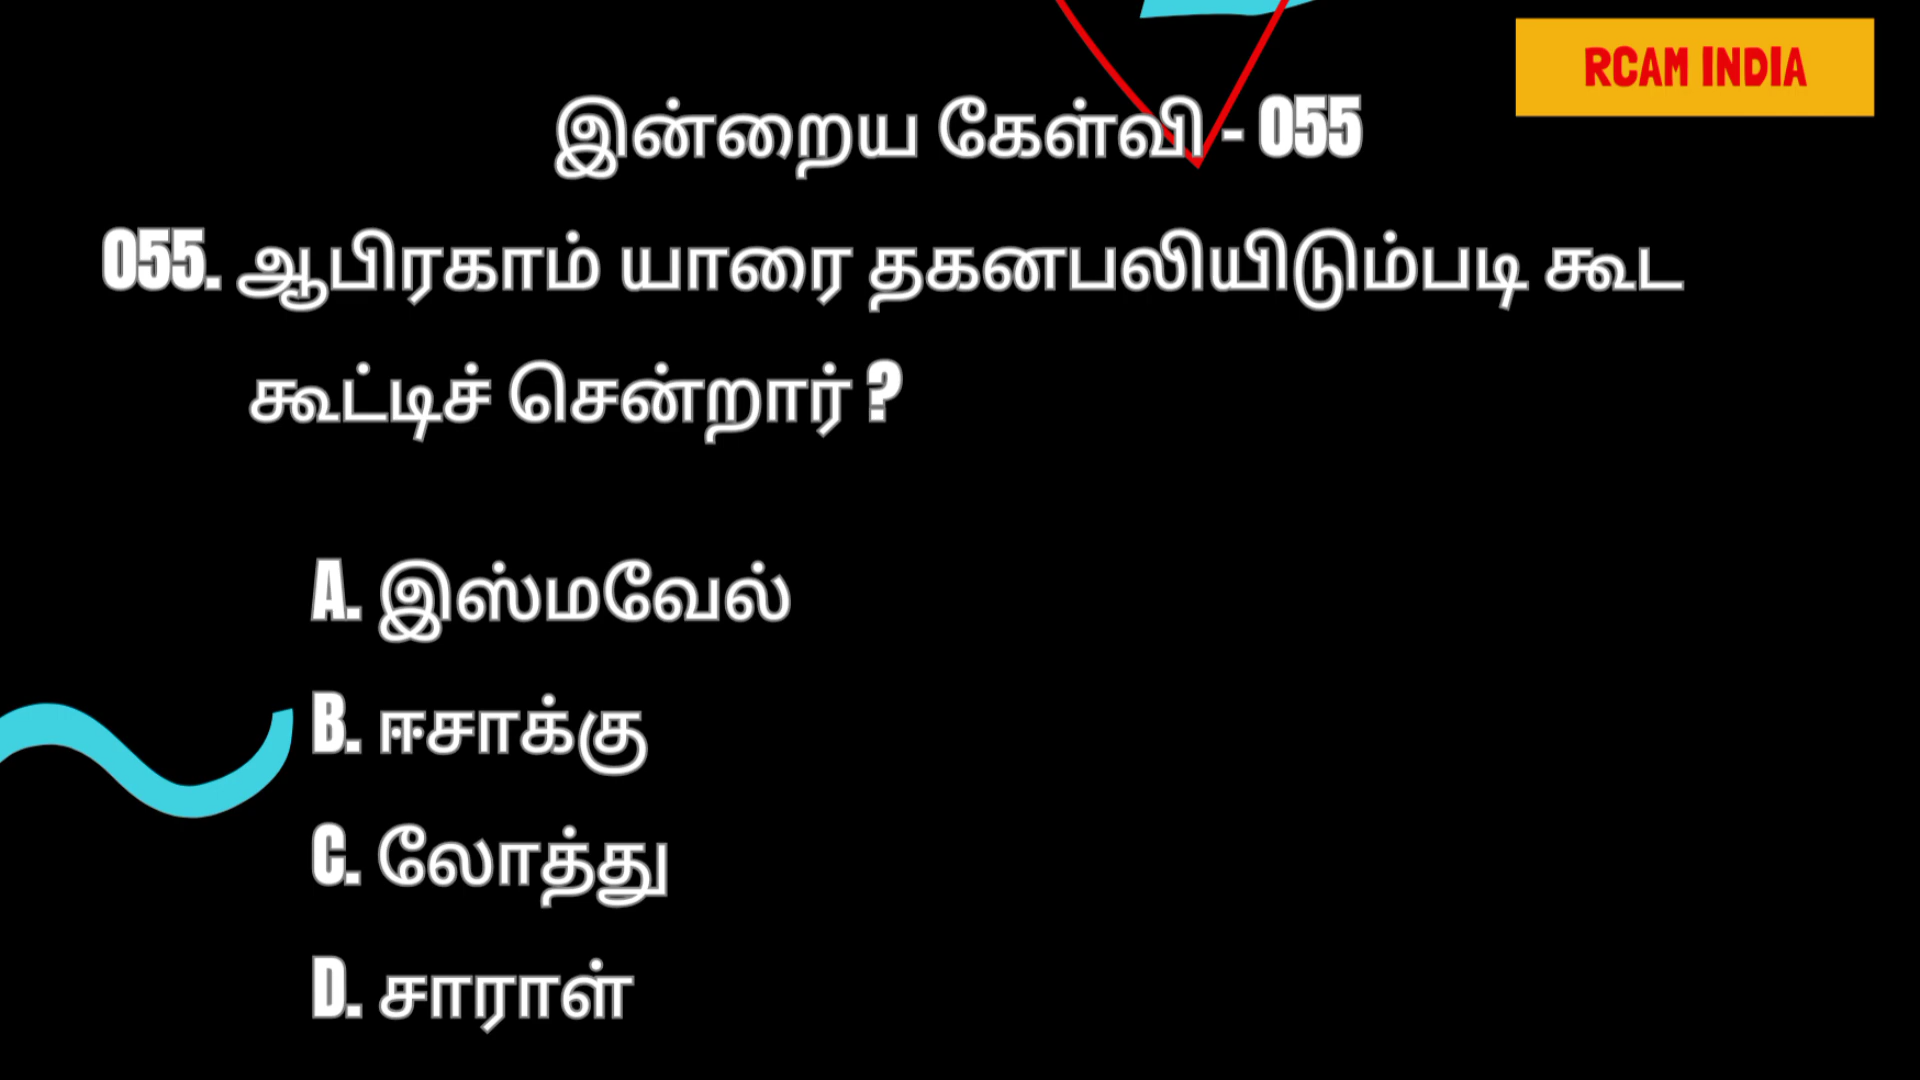 RCAM INDIA
இன்றைய கேள்வி - 055
055. ஆபிரகாம் யாரை தகனபலியிடும்படி கூட
கூட்டிச் சென்றார் ?
A. இஸ்மவேல்
B. ஈசாக்கு
C. லோத்து
D. சாராள்